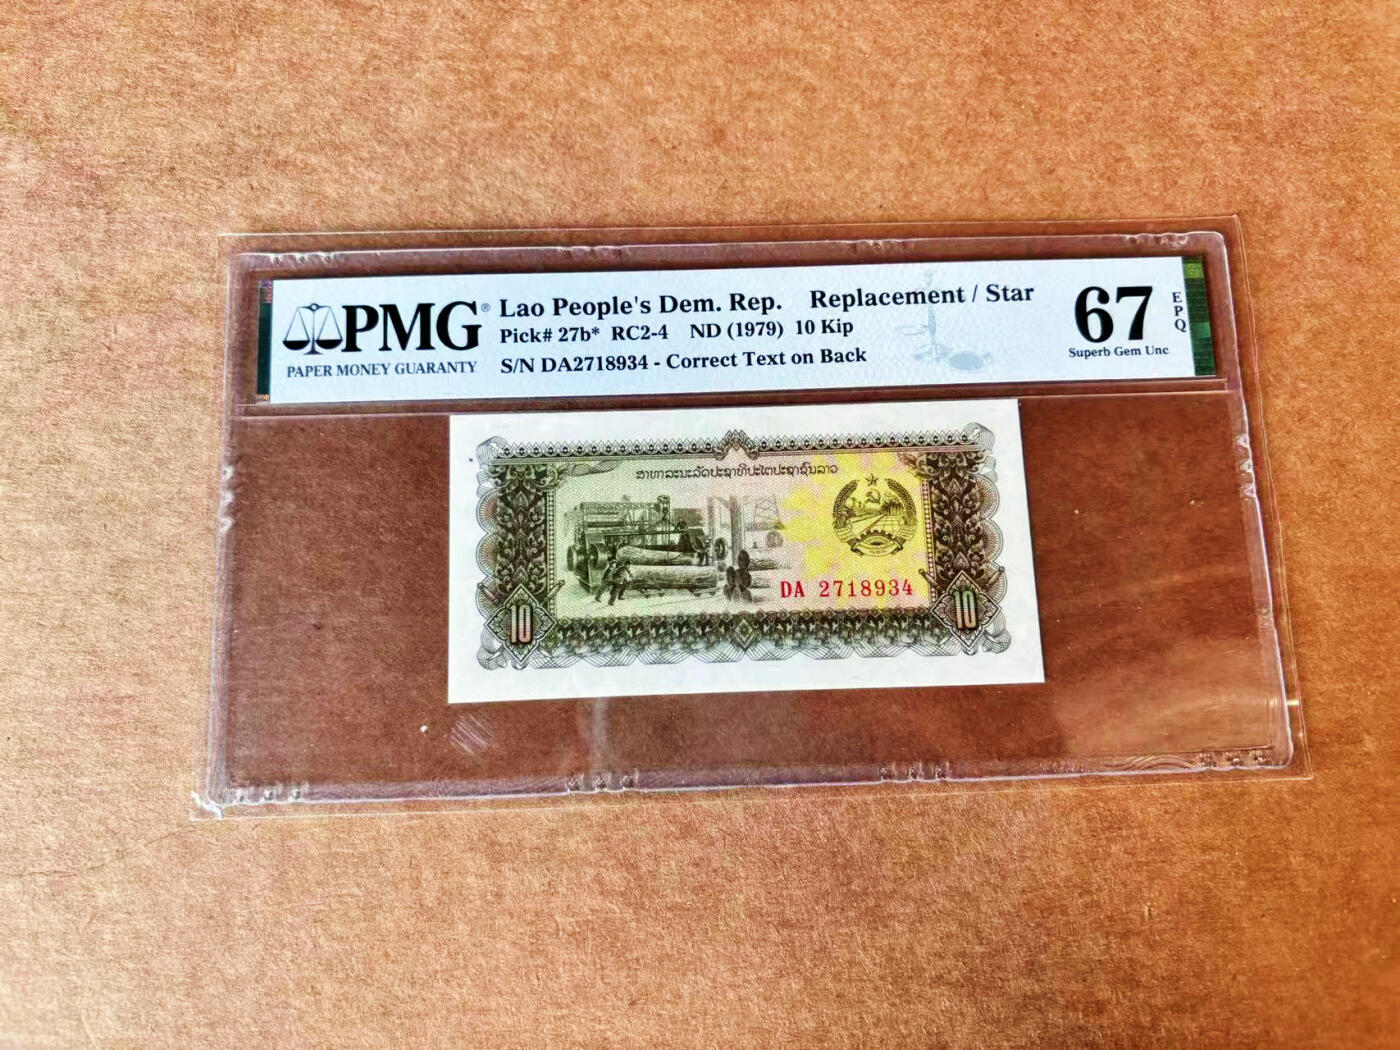 PMG®
PAPER MONEY GUARANTY
Lao People's Dem. Rep. Replacement / Star
Pick# 27b* RC2-4 ND (1979) 10 Kip
S/N DA2718934 - Correct Text on Back
67
Superb Gem Unc
EPQ
ສາທາລະນະລັດປະຊາທິປະໄຕປະຊາຊົນລາວ
DA 2718934
10
10